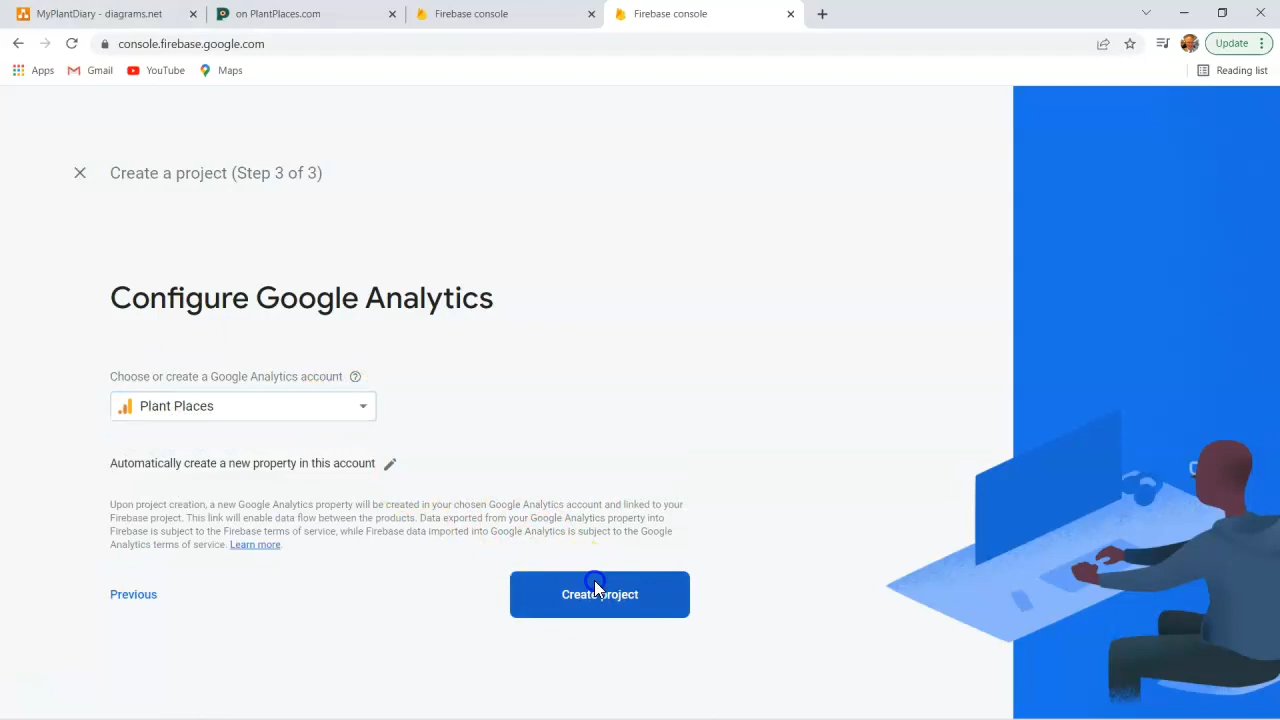 MyPlantDiary - diagrams.net
on PlantPlaces.com
Firebase console
Firebase console
console.firebase.google.com
Update
Apps
Gmail
YouTube
Maps
Reading list
Create a project (Step 3 of 3)
Configure Google Analytics
Choose or create a Google Analytics account
Plant Places
Automatically create a new property in this account
Upon project creation, a new Google Analytics property will be created in your chosen Google Analytics account and linked to your
Firebase project. This link will enable data flow between the products. Data exported from your Google Analytics property into
Firebase is subject to the Firebase terms of service, while Firebase data imported into Google Analytics is subject to the Google
Analytics terms of service. Learn more.
Previous
Create project